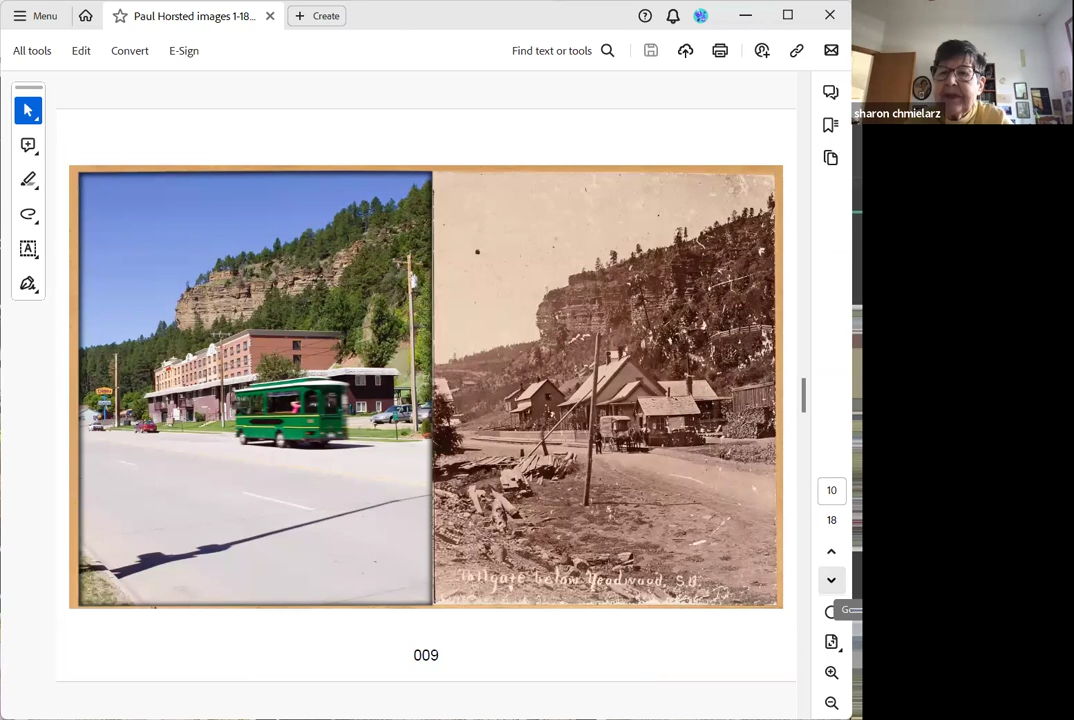 Menu
Paul Horsted images 1-18...
Create
All tools
Edit
Convert
E-Sign
Find text or tools
sharon chmielarz
Tollgate below Deadwood, S.D.
10
18
G
009